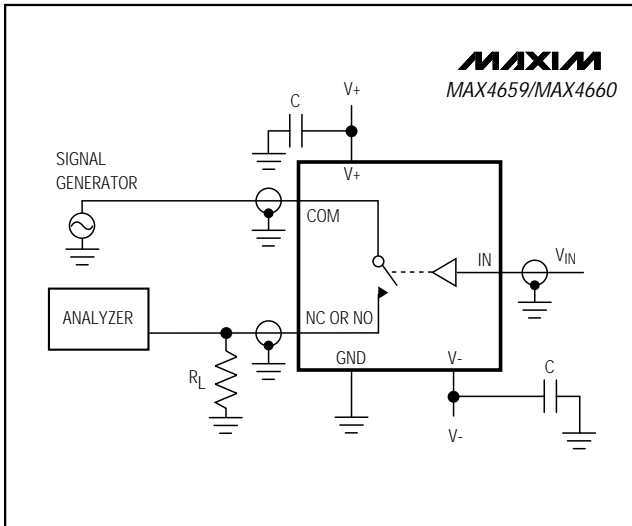 MAXIM
MAX4659/MAX4660
V+
C
V+
SIGNAL
GENERATOR
COM
IN
VIN
ANALYZER
NC OR NO
RL
GND
V-
C
V-